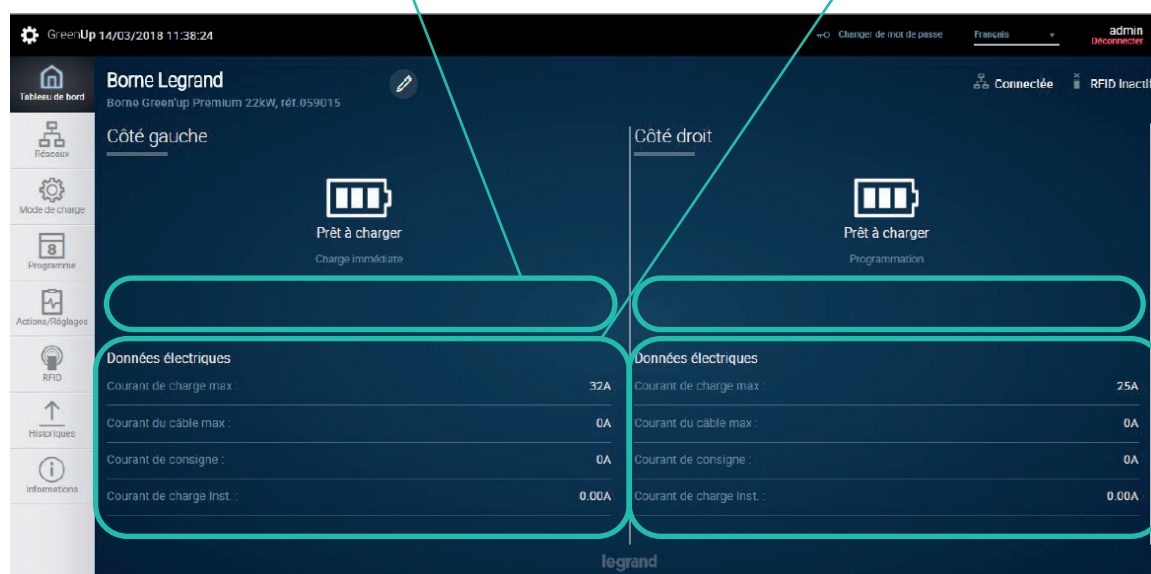 GreenUp 14/03/2018 11:38:24
Changer de mot de passe
Français
admin
Déconnecter
Tableau de bord
Borne Legrand
Borne Green'up Premium 22kW, réf.059015
Connectée
RFID Inactif
Réseaux
Mode de charge
8
Programme
Actions/Réglages
RFID
Historiques
Informations
Côté gauche
Prêt à charger
Charge immédiate
Données électriques
Courant de charge max : 32A
Courant du câble max : 0A
Courant de consigne : 0A
Courant de charge Inst. : 0.00A
Côté droit
Prêt à charger
Programmation
Données électriques
Courant de charge max : 25A
Courant du câble max : 0A
Courant de consigne : 0A
Courant de charge Inst. : 0.00A
legrand